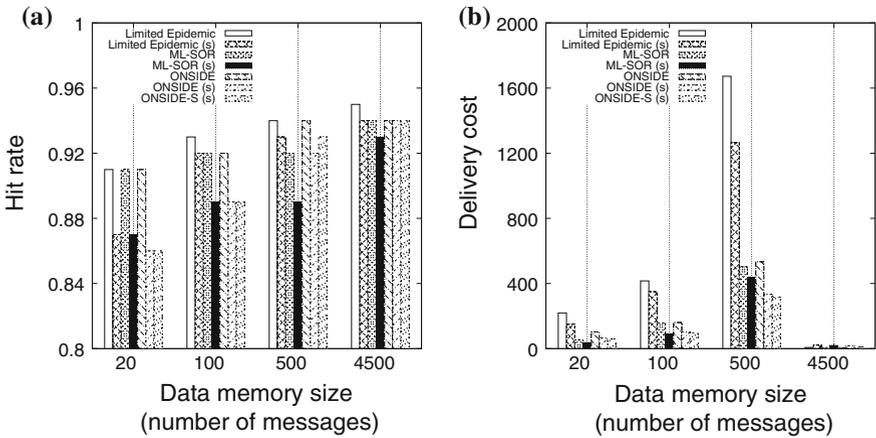 (a)
1
0.96
0.92
0.88
0.84
0.8
Hit rate
Limited Epidemic
Limited Epidemic (s)
ML-SOR
ML-SOR (s)
ONSIDE
ONSIDE (s)
ONSIDE-S (s)
20 100 500 4500
Data memory size
(number of messages)
(b)
2000
1600
1200
800
400
0
Delivery cost
Limited Epidemic
Limited Epidemic (s)
ML-SOR
ML-SOR (s)
ONSIDE
ONSIDE (s)
ONSIDE-S (s)
20 100 500 4500
Data memory size
(number of messages)